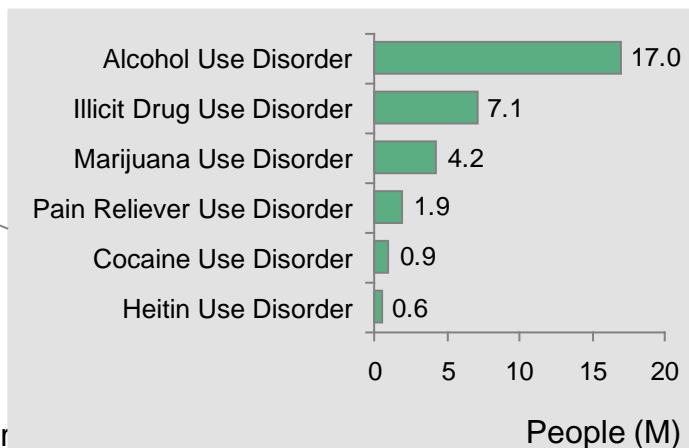 Alcohol Use Disorder 17.0
Illicit Drug Use Disorder 7.1
Marijuana Use Disorder 4.2
Pain Reliever Use Disorder 1.9
Cocaine Use Disorder 0.9
Heitin Use Disorder 0.6
0 5 10 15 20
People (M)